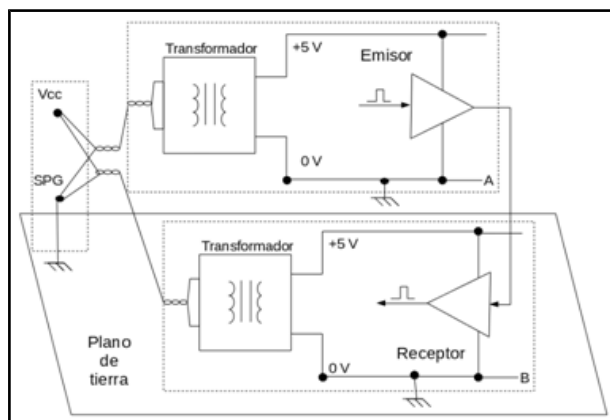 Transformador
+5 V
Emisor
Vcc
SPG
0 V
A
Transformador
+5 V
Plano
de
tierra
Receptor
0 V
B